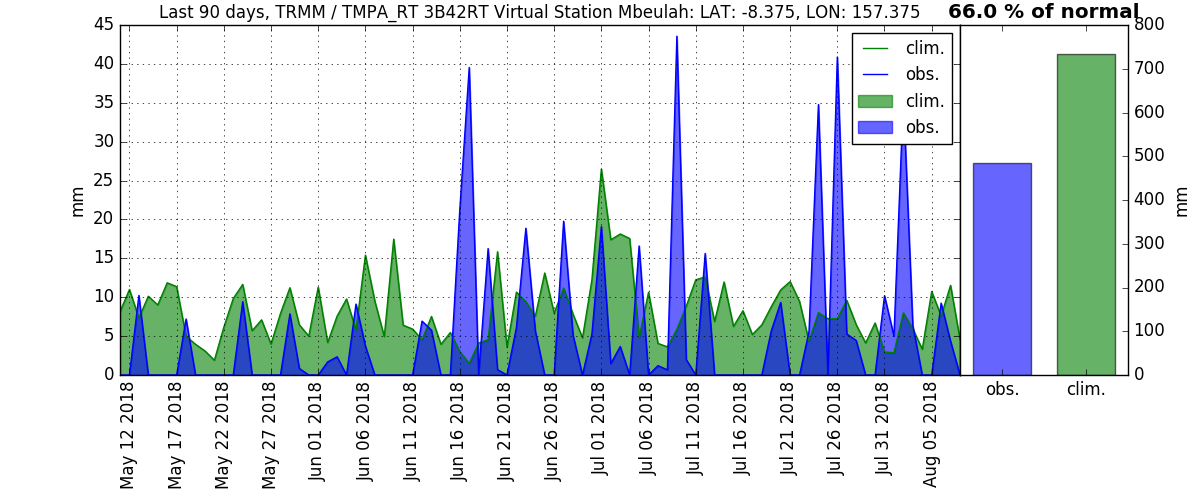 Last 90 days, TRMM / TMPA_RT 3B42RT Virtual Station Mbeulah: LAT: -8.375, LON: 157.375
66.0 % of normal
mm
45
40
35
30
25
20
15
10
5
0
clim.
obs.
clim.
obs.
May 12 2018
May 17 2018
May 22 2018
May 27 2018
Jun 01 2018
Jun 06 2018
Jun 11 2018
Jun 16 2018
Jun 21 2018
Jun 26 2018
Jul 01 2018
Jul 06 2018
Jul 11 2018
Jul 16 2018
Jul 21 2018
Jul 26 2018
Jul 31 2018
Aug 05 2018
800
700
600
500
400
300
200
100
0
mm
obs.
clim.